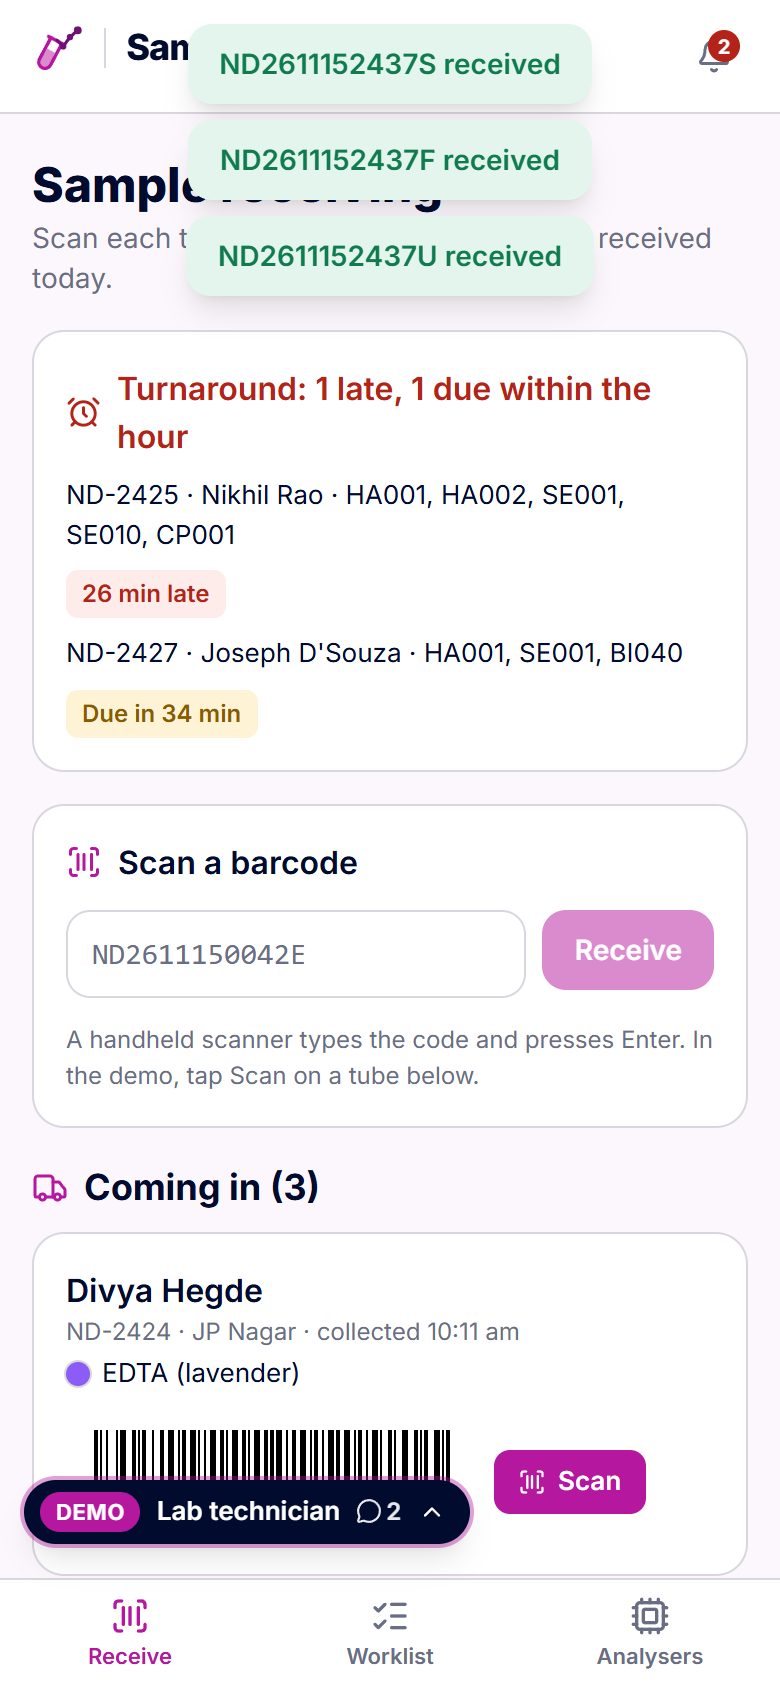 San
2
ND2611152437S received
ND2611152437F received
Sample
Scan each t received
ND2611152437U received
today.
Turnaround: 1 late, 1 due within the
hour
ND-2425 · Nikhil Rao · HA001, HA002, SE001,
SE010, CP001
26 min late
ND-2427 · Joseph D'Souza · HA001, SE001, BI040
Due in 34 min
Scan a barcode
ND2611150042E
Receive
A handheld scanner types the code and presses Enter. In
the demo, tap Scan on a tube below.
Coming in (3)
Divya Hegde
ND-2424 · JP Nagar · collected 10:11 am
EDTA (lavender)
Scan
DEMO Lab technician 2
Receive Worklist Analysers